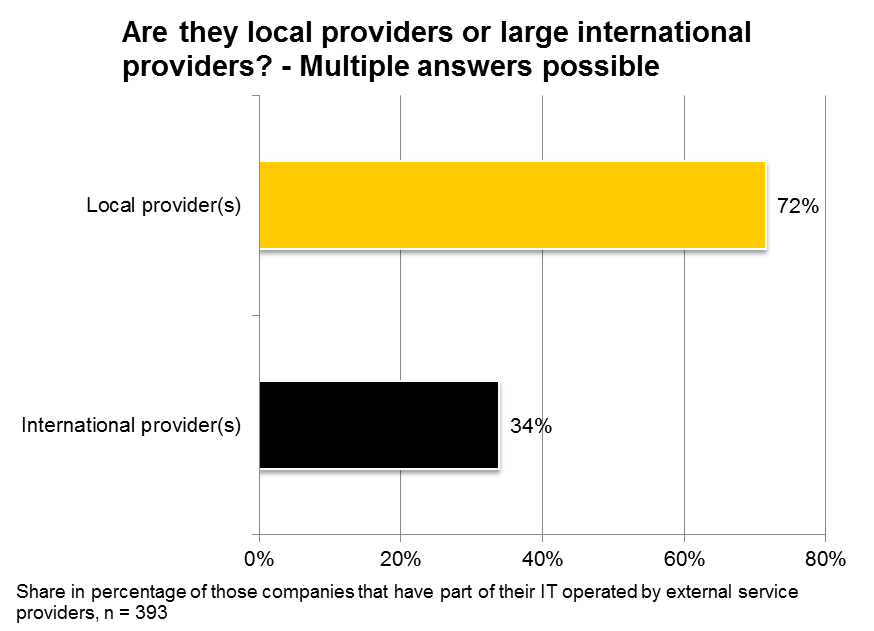 Are they local providers or large international
providers? - Multiple answers possible
Local provider(s)
72%
International provider(s)
34%
0%
20%
40%
60%
80%
Share in percentage of those companies that have part of their IT operated by external service
providers, n = 393